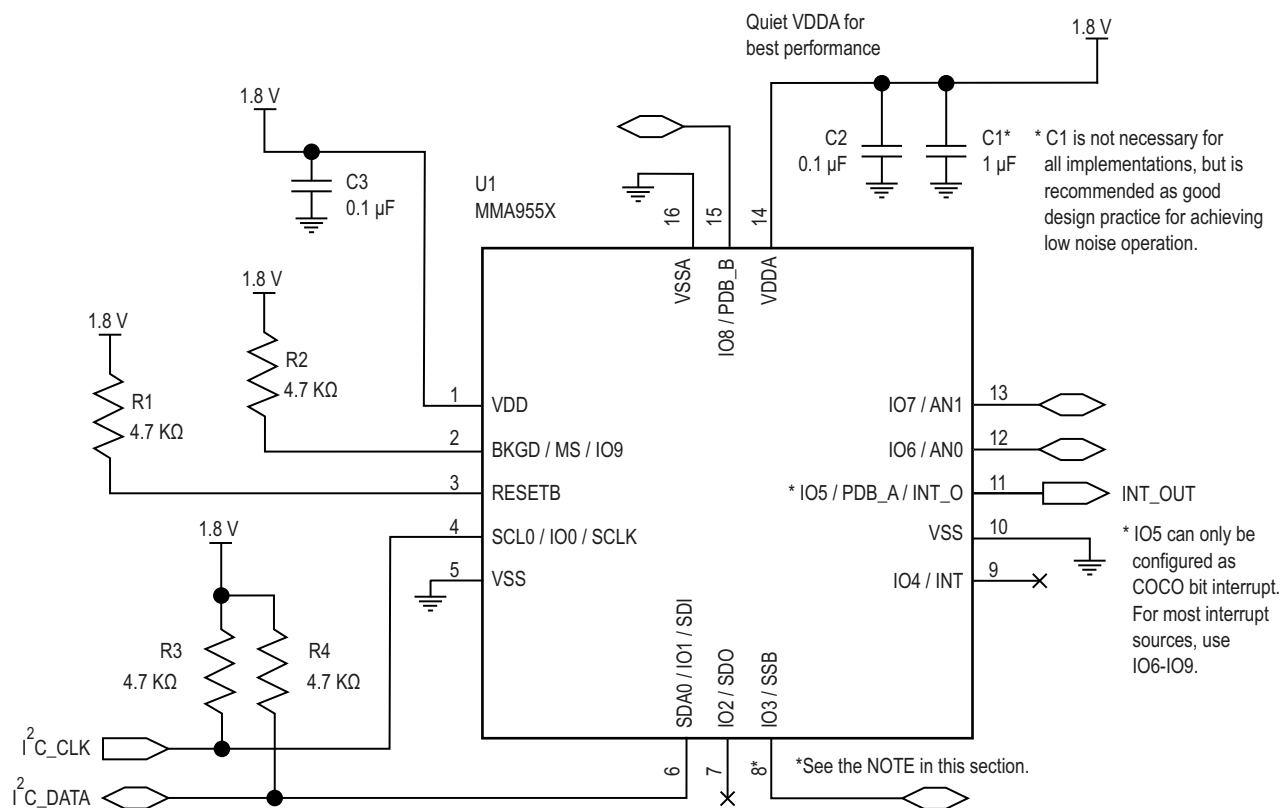 Quiet VDDA for
best performance
1.8 V
1.8 V
C3
0.1 µF
U1
MMA955X
C2
0.1 µF
C1*
1 µF
* C1 is not necessary for
all implementations, but is
recommended as good
design practice for achieving
low noise operation.
16
15
14
VSSA
IO8 / PDB_B
VDDA
1.8 V
R2
4.7 KΩ
1.8 V
R1
4.7 KΩ
1
VDD
2
BKGD / MS / IO9
3
RESETB
4
SCL0 / IO0 / SCLK
5
VSS
IO7 / AN1
13
IO6 / AN0
12
* IO5 / PDB_A / INT_O
11
INT_OUT
VSS
10
IO4 / INT
9
* IO5 can only be
configured as
COCO bit interrupt.
For most interrupt
sources, use
IO6-IO9.
1.8 V
R3
4.7 KΩ
R4
4.7 KΩ
SDA0 / IO1 / SDI
IO2 / SDO
IO3 / SSB
6
7
8*
*See the NOTE in this section.
I²C_CLK
I²C_DATA